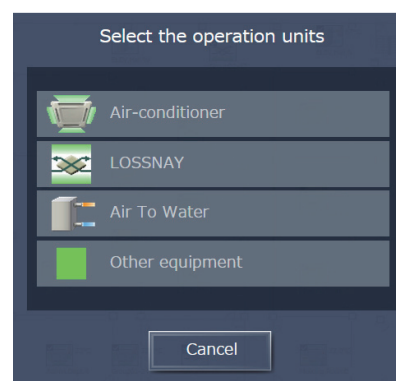 Select the operation units
Air-conditioner
LOSSNAY
Air To Water
Other equipment
Cancel